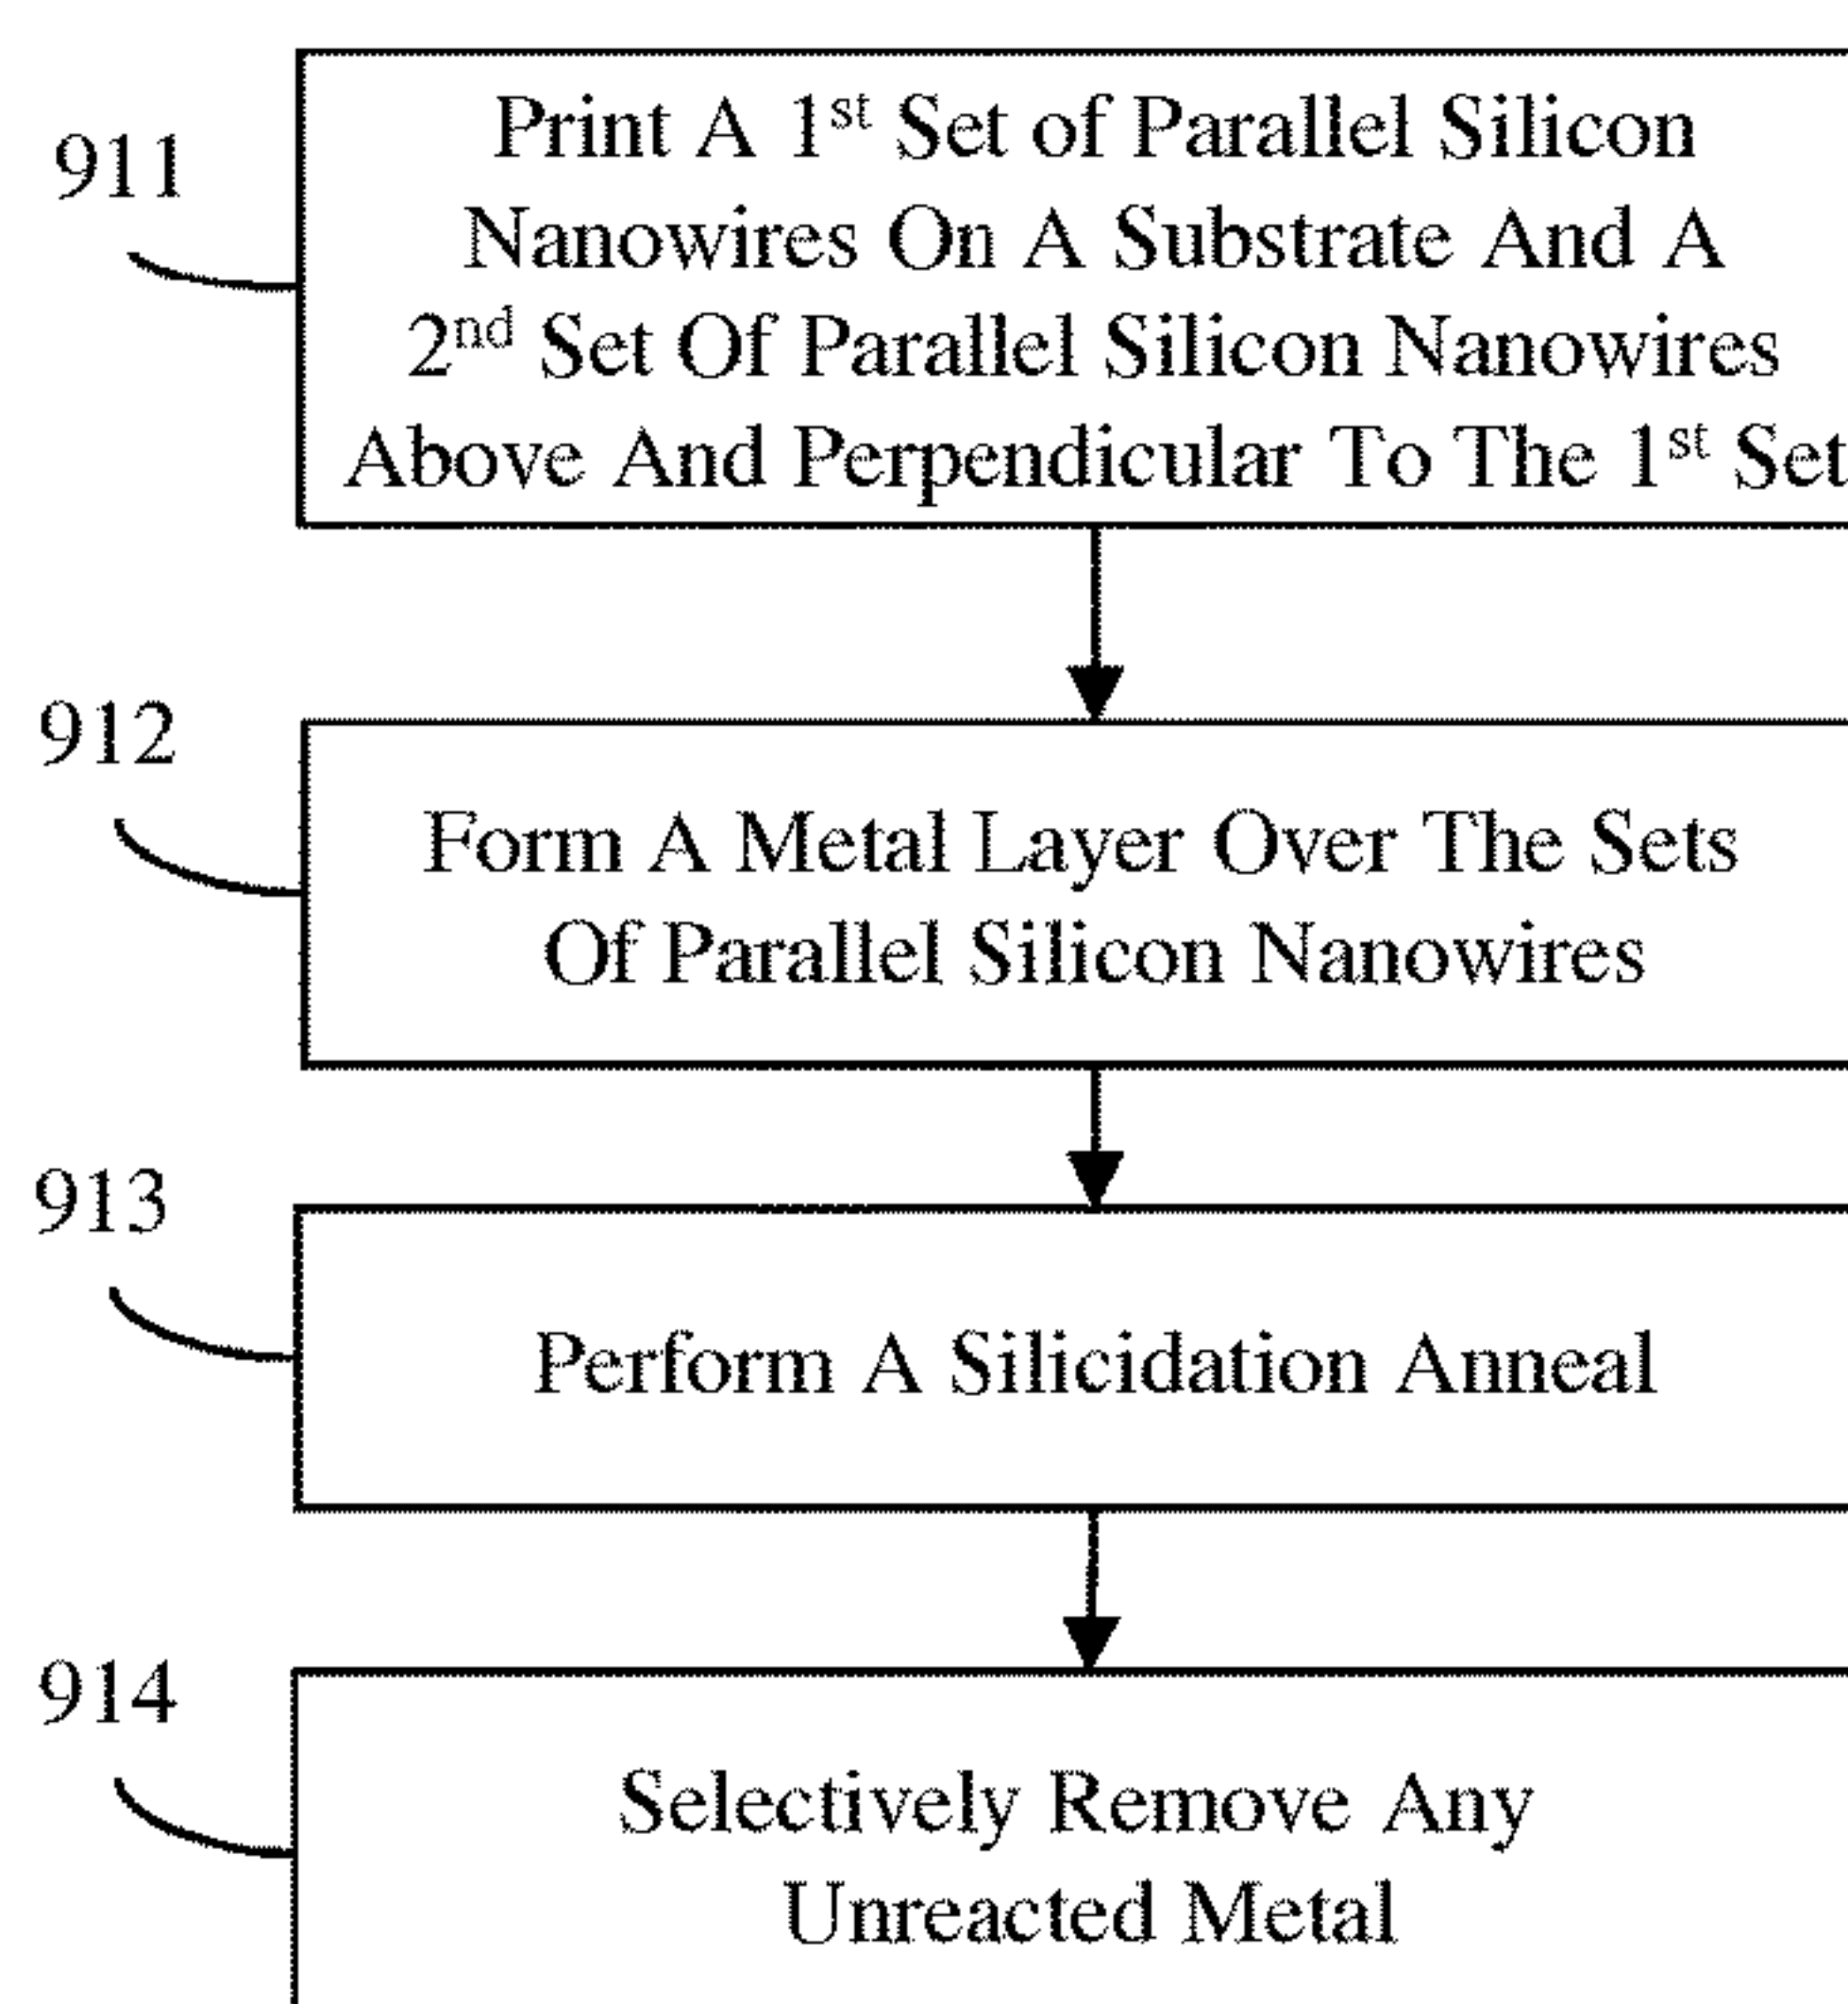 911
Print A 1st Set of Parallel Silicon
Nanowires On A Substrate And A
2nd Set Of Parallel Silicon Nanowires
Above And Perpendicular To The 1st Set
912
Form A Metal Layer Over The Sets
Of Parallel Silicon Nanowires
913
Perform A Silicidation Anneal
914
Selectively Remove Any
Unreacted Metal